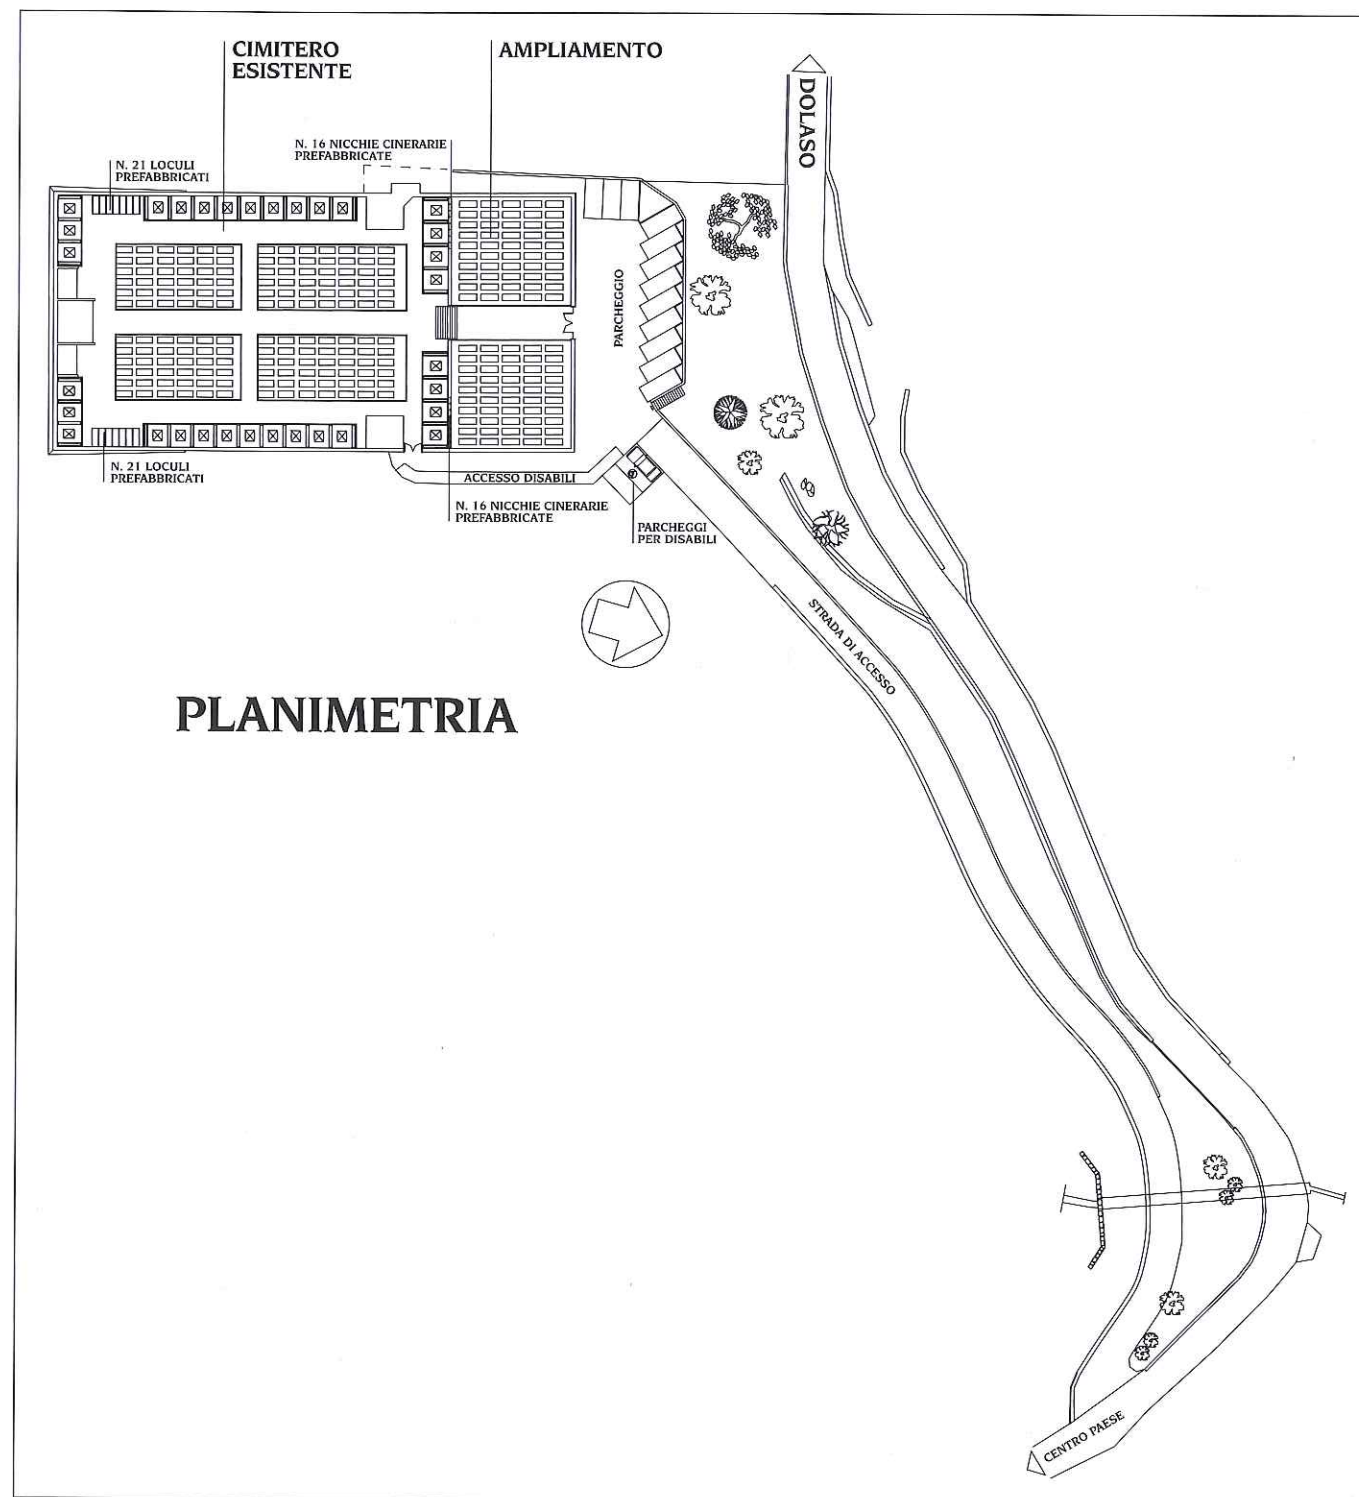 CIMITERO
ESISTENTE
AMPLIAMENTO
DOLASO
N. 16 NICCHIE CINERARIE
PREFABBRICATE
N. 21 LOCULI
PREFABBRICATI
PARCHEGGIO
N. 21 LOCULI
PREFABBRICATI
ACCESSO DISABILI
N. 16 NICCHIE CINERARIE
PREFABBRICATE
PARCHEGGI
PER DISABILI
STRADA DI ACCESSO
PLANIMETRIA
CENTRO PAESE